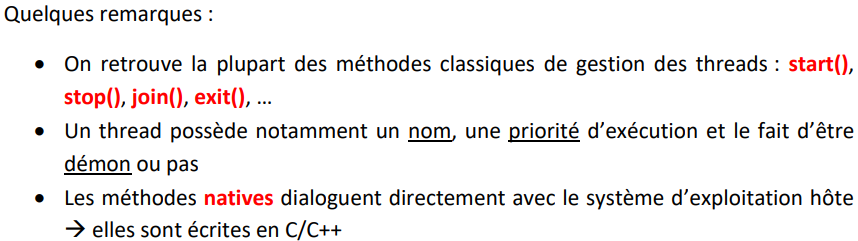 Quelques remarques :
• On retrouve la plupart des méthodes classiques de gestion des threads : start(),
stop(), join(), exit(), …
• Un thread possède notamment un nom, une priorité d’exécution et le fait d’être
démon ou pas
• Les méthodes natives dialoguent directement avec le système d’exploitation hôte
→ elles sont écrites en C/C++